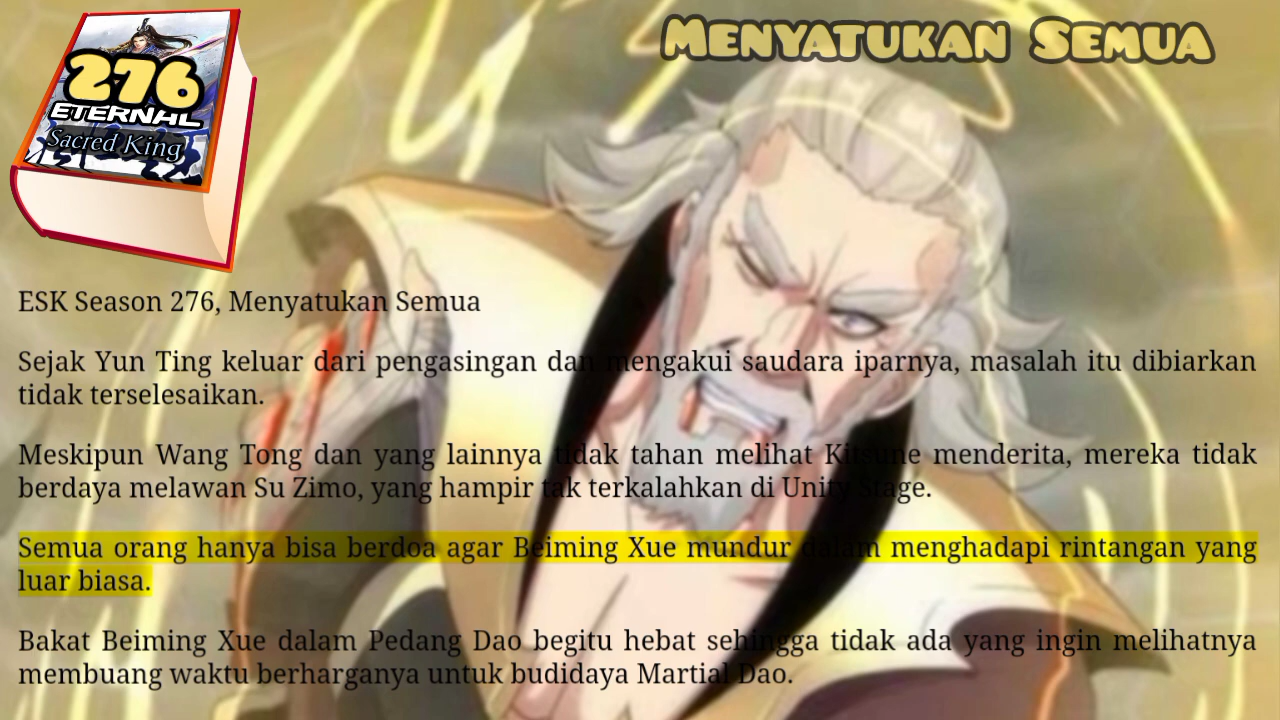 MENYATUKAN SEMUA
276
ETERNAL
Sacred King
ESK Season 276, Menyatukan Semua
Sejak Yun Ting keluar dari pengasingan dan mengakui saudara iparnya, masalah itu dibiarkan
tidak terselesaikan.
Meskipun Wang Tong dan yang lainnya tidak tahan melihat Kitsune menderita, mereka tidak
berdaya melawan Su Zimo, yang hampir tak terkalahkan di Unity Stage.
Semua orang hanya bisa berdoa agar Beiming Xue mundur dalam menghadapi rintangan yang
luar biasa.
Bakat Beiming Xue dalam Pedang Dao begitu hebat sehingga tidak ada yang ingin melihatnya
membuang waktu berharganya untuk budidaya Martial Dao.